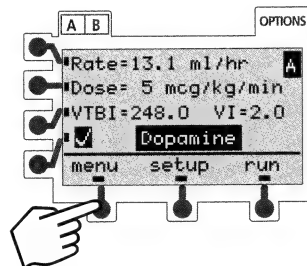 A B
OPTIONS
Rate=13.1 ml/hr A
Dose= 5 mcg/kg/min
VTBI=248.0 VI=2.0
Dopamine
menu setup run